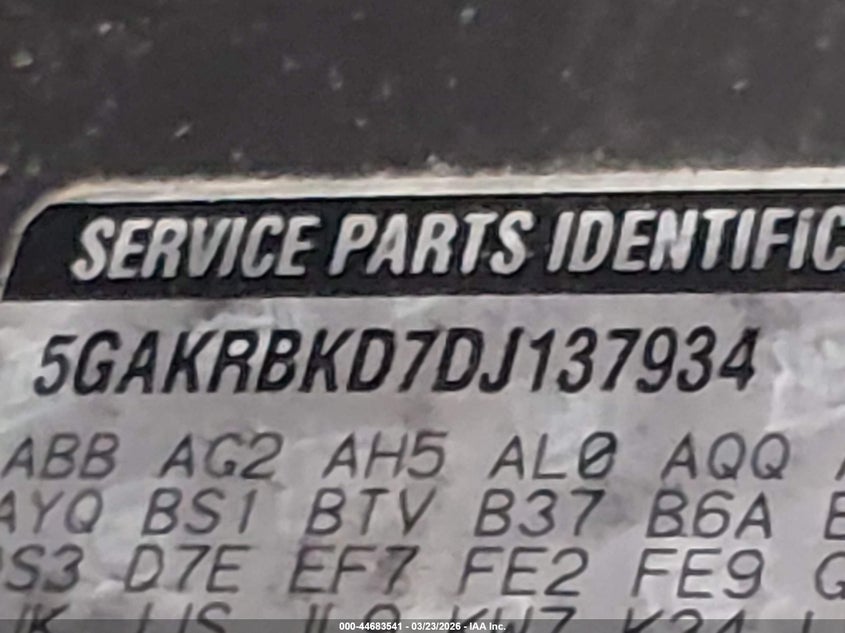 SERVICE PARTS IDENTIFIC
5GAKRBKD7DJ137934
ABB AG2 AH5 AL0 AQQ
AYQ BS1 BTV B37 B6A
S3 D7E EF7 FE2 FE9
000-44683541 - 03/23/2026 - IAA Inc.